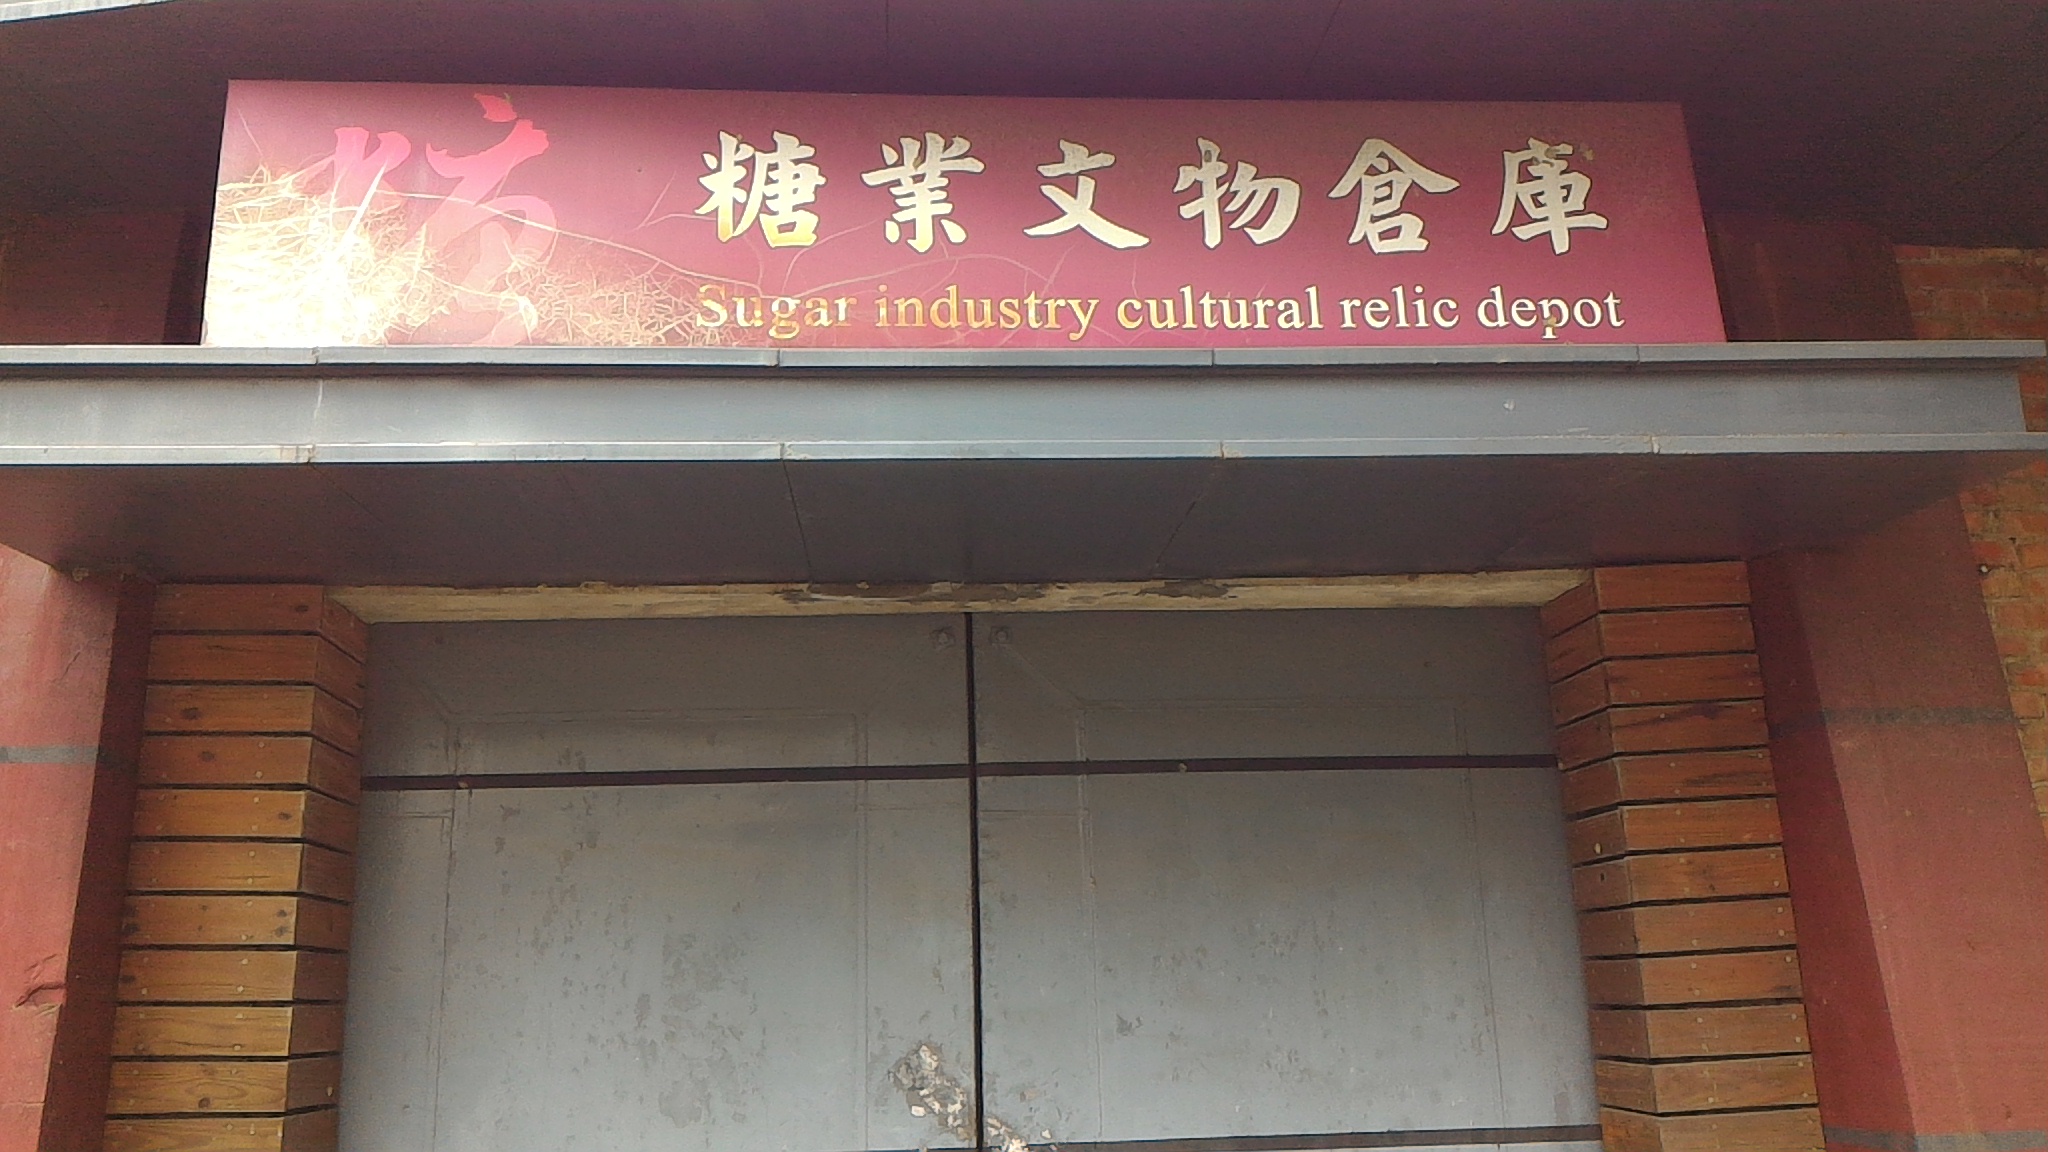 糖業文物倉庫
Sugar industry cultural relic depot